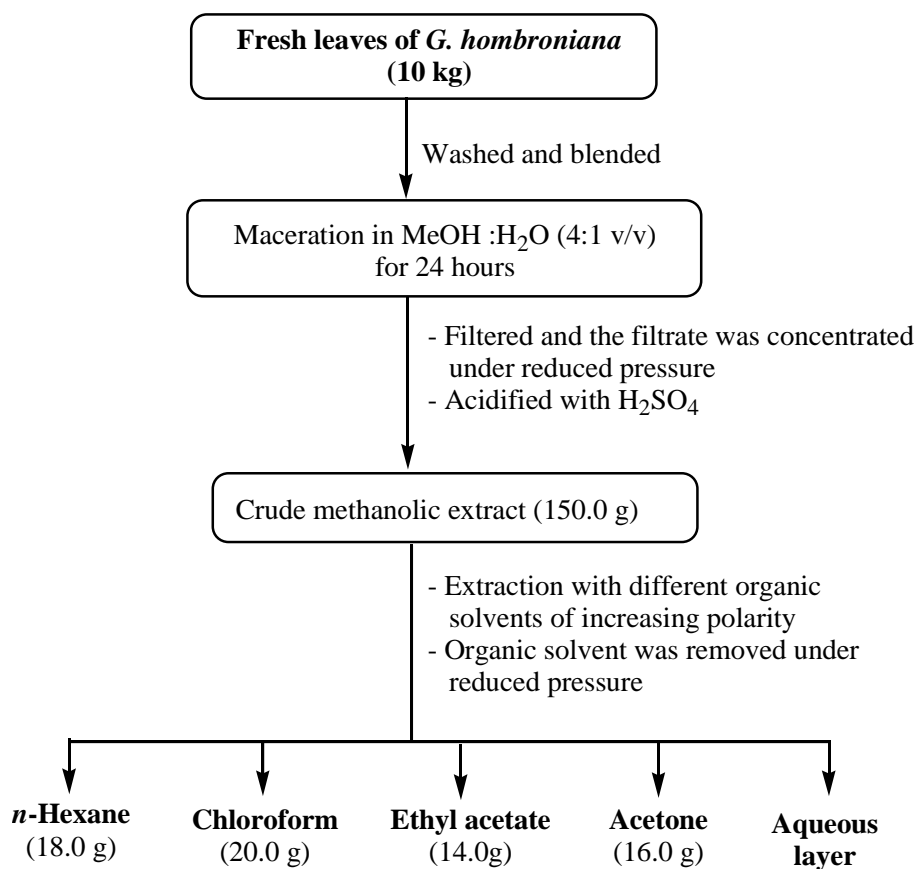 Fresh leaves of G. hombroniana
(10 kg)
Washed and blended
Maceration in MeOH :H₂O (4:1 v/v)
for 24 hours
- Filtered and the filtrate was concentrated
under reduced pressure
- Acidified with H₂SO₄
Crude methanolic extract (150.0 g)
- Extraction with different organic
solvents of increasing polarity
- Organic solvent was removed under
reduced pressure
n-Hexane
(18.0 g)
Chloroform
(20.0 g)
Ethyl acetate
(14.0g)
Acetone
(16.0 g)
Aqueous
layer